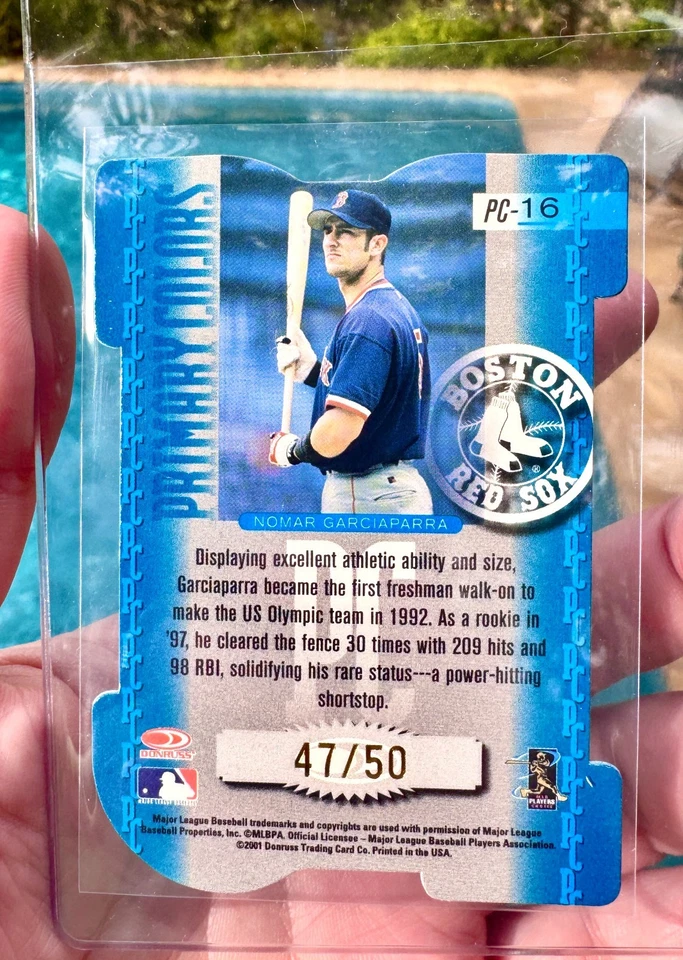 PRIMARY COLORS
PC-16
BOSTON
RED SOX
®
NOMAR GARCIAPARRA
PC
Displaying excellent athletic ability and size,
Garciaparra became the first freshman walk-on to
make the US Olympic team in 1992. As a rookie in
'97, he cleared the fence 30 times with 209 hits and
98 RBI, solidifying his rare status---a power-hitting
shortstop.
DONRUSS
47/50
PLAYERS
CHOICE
Major League Baseball trademarks and copyrights are used with permission of Major League
Baseball Properties, Inc. ©MLBPA. Official Licensee – Major League Baseball Players Association.
©2001 Donruss Trading Card Co. Printed in the USA.